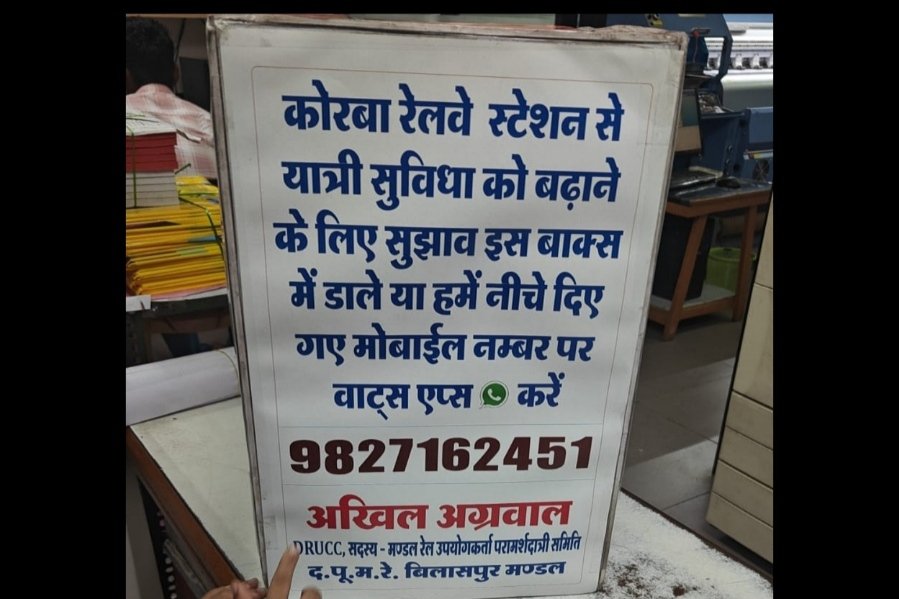 कोरबा रेलवे स्टेशन से
यात्री सुविधा को बढ़ाने
के लिए सुझाव इस बाक्स
में डाले या हमें नीचे दिए
गए मोबाईल नम्बर पर
वाट्स एप्स करें
9827162451
अखिल अग्रवाल
DRUCC, सदस्य - मण्डल रेल उपयोगकर्ता परामर्शदात्री समिति
द.पू.म.रे. बिलासपुर मण्डल